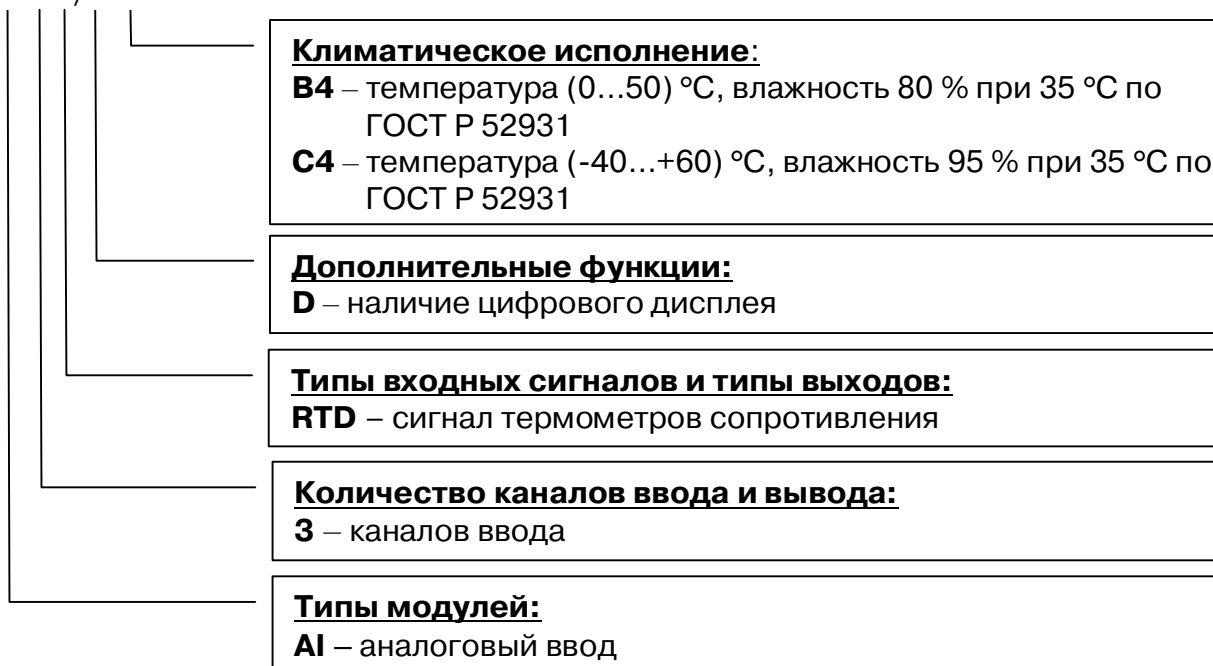 Климатическое исполнение:
В4 – температура (0…50) °С, влажность 80 % при 35 °С по
ГОСТ Р 52931
С4 – температура (-40…+60) °С, влажность 95 % при 35 °С по
ГОСТ Р 52931
Дополнительные функции:
D – наличие цифрового дисплея
Типы входных сигналов и типы выходов:
RTD – сигнал термометров сопротивления
Количество каналов ввода и вывода:
3 – каналов ввода
Типы модулей:
AI – аналоговый ввод